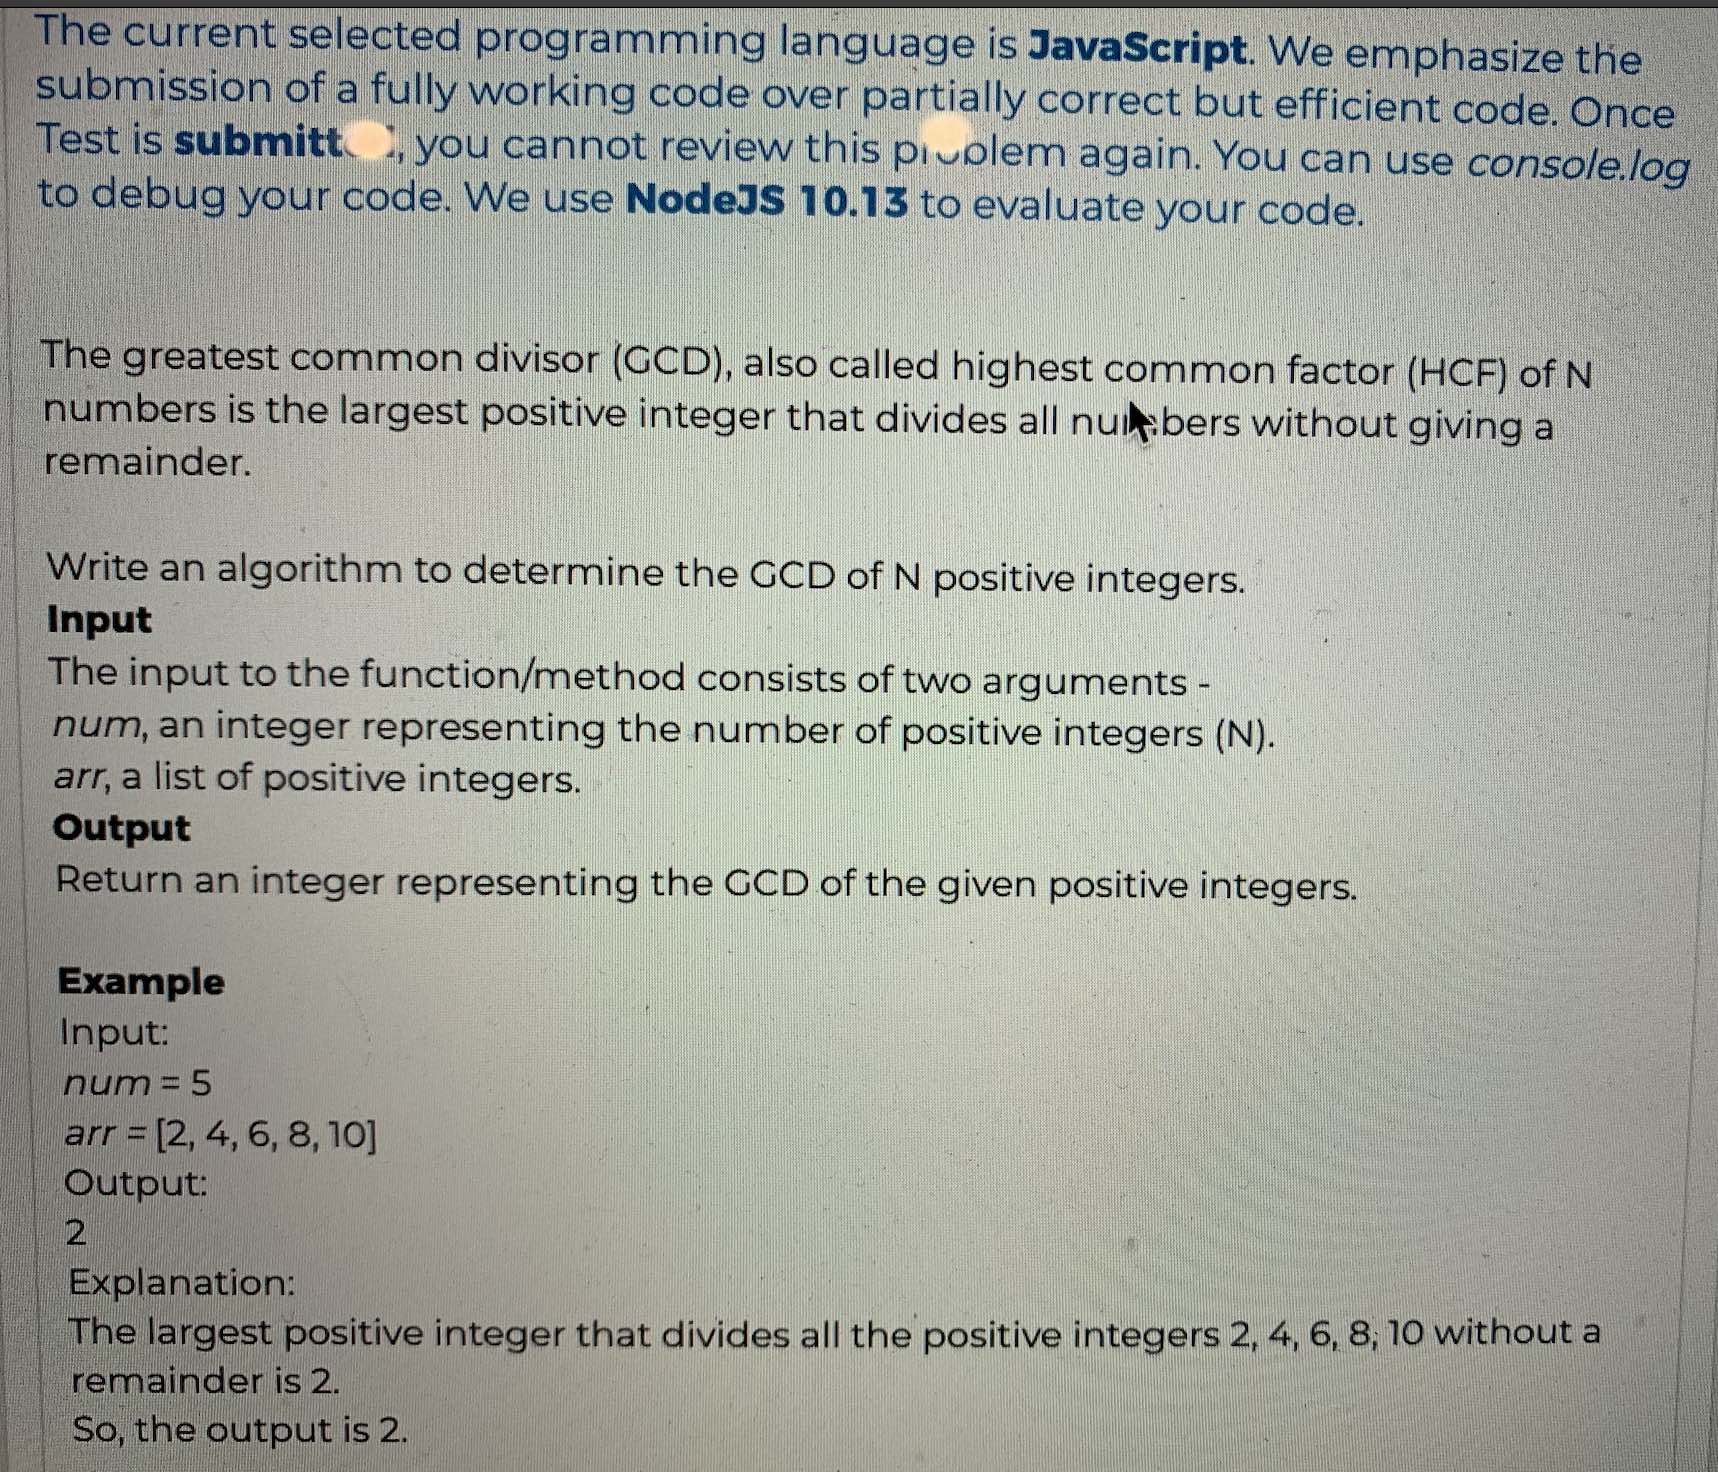 The current selected programming language is JavaScript. We emphasize the
submission of a fully working code over partially correct but efficient code. Once
Test is submitted, you cannot review this problem again. You can use console.log
to debug your code. We use NodeJS 10.13 to evaluate your code.
The greatest common divisor (GCD), also called highest common factor (HCF) of N
numbers is the largest positive integer that divides all numbers without giving a
remainder.
Write an algorithm to determine the GCD of N positive integers.
Input
The input to the function/method consists of two arguments -
num, an integer representing the number of positive integers (N).
arr, a list of positive integers.
Output
Return an integer representing the GCD of the given positive integers.
Example
Input:
num = 5
arr = [2, 4, 6, 8, 10]
Output:
2
Explanation:
The largest positive integer that divides all the positive integers 2, 4, 6, 8, 10 without a
remainder is 2.
So, the output is 2.